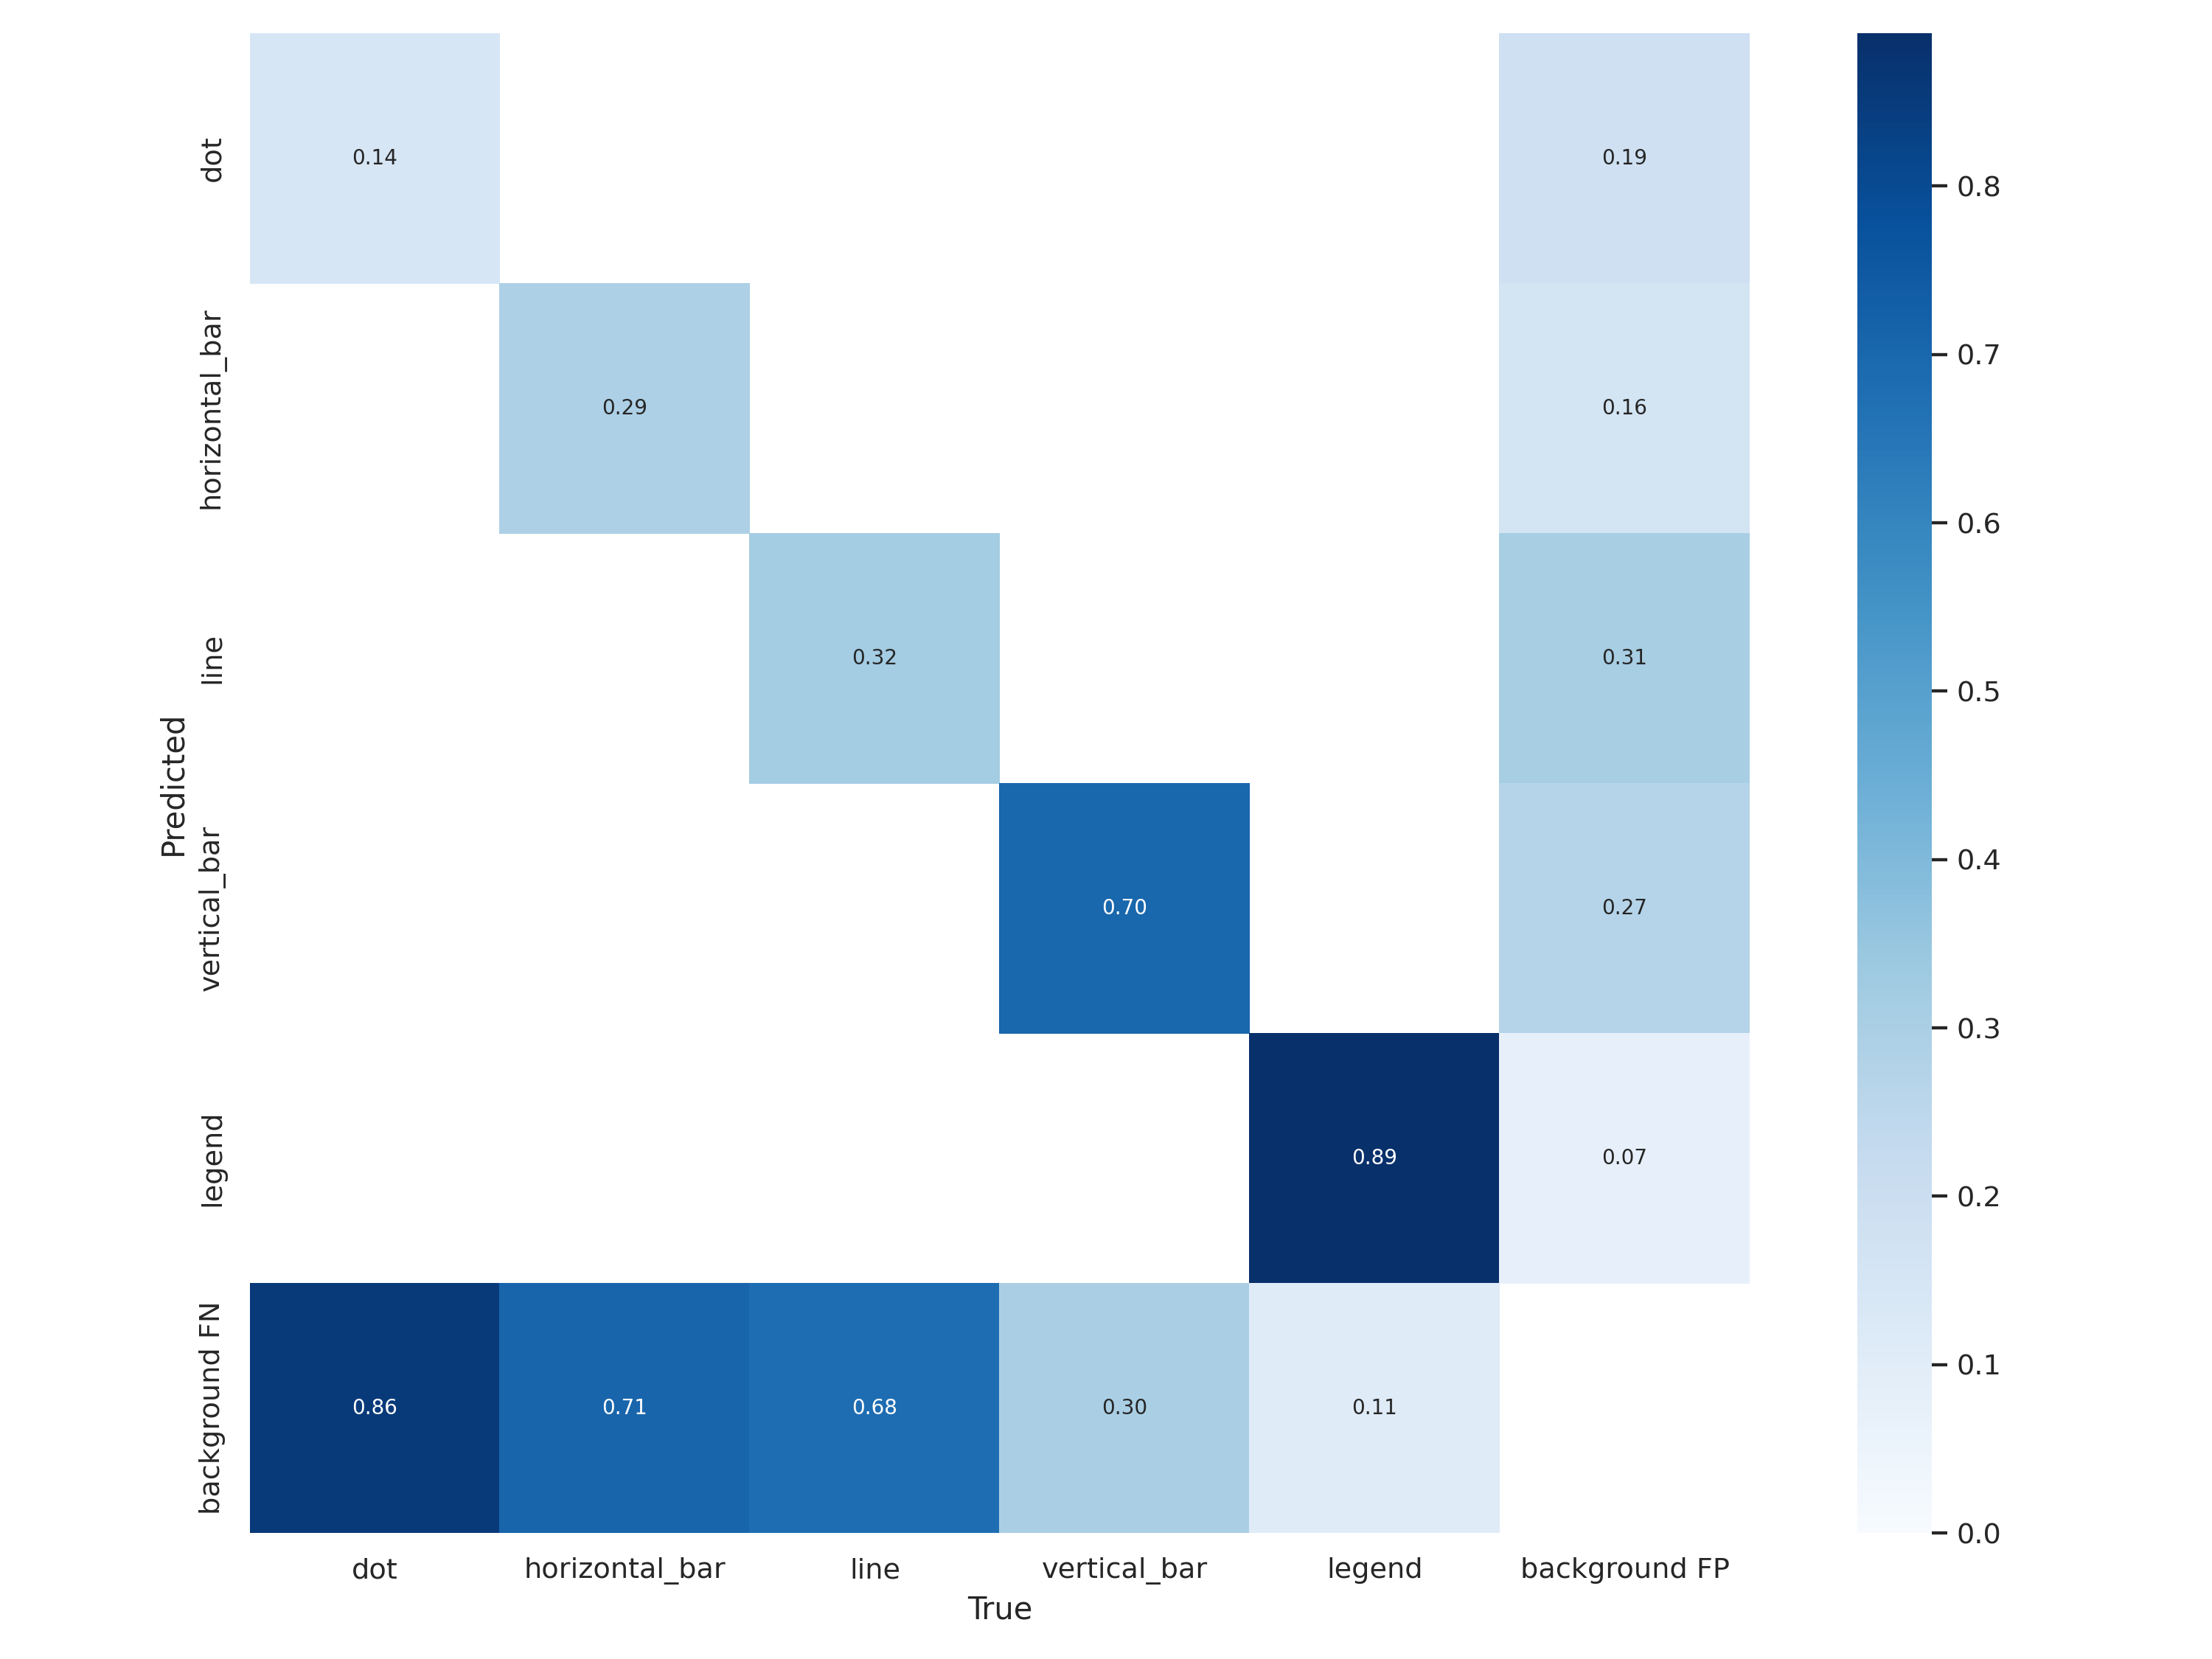 dot 0.14 0.19
horizontal_bar 0.29 0.16
line 0.32 0.31
Predicted
vertical_bar 0.70 0.27
legend 0.89 0.07
background FN 0.86 0.71 0.68 0.30 0.11
dot horizontal_bar line vertical_bar legend background FP
True
0.8
0.7
0.6
0.5
0.4
0.3
0.2
0.1
0.0